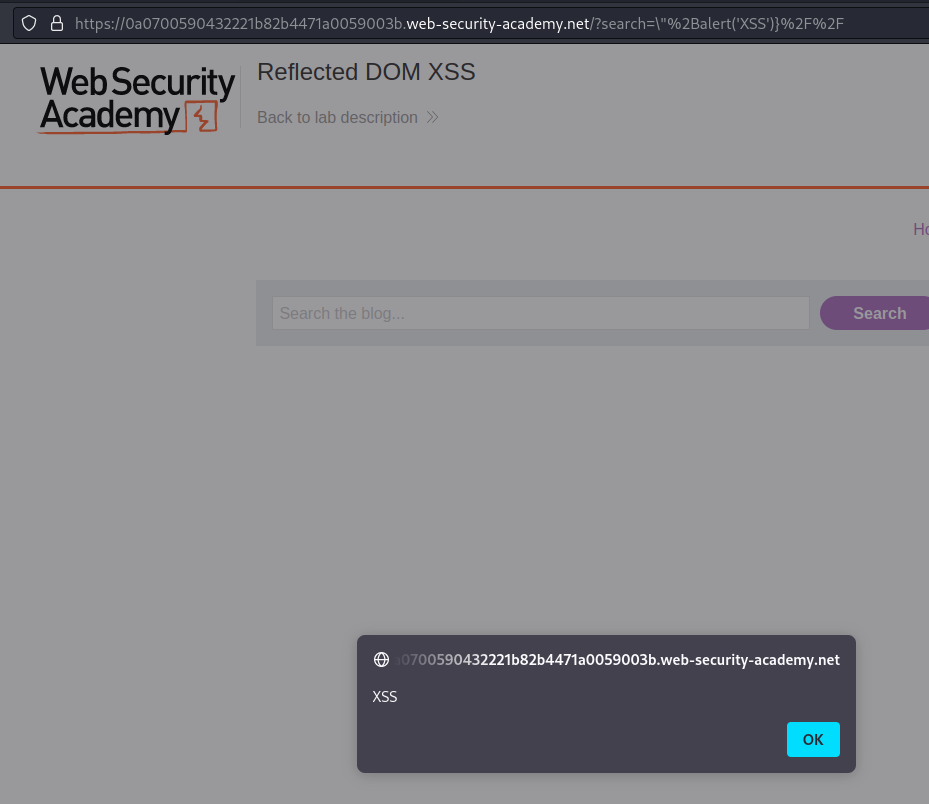 https://0a0700590432221b82b4471a0059003b.web-security-academy.net/?search=\"%2Balert('XSS')}%2F%2F
Web Security
Academy
Reflected DOM XSS
Back to lab description
Ho
Search the blog...
Search
a0700590432221b82b4471a0059003b.web-security-academy.net
XSS
OK